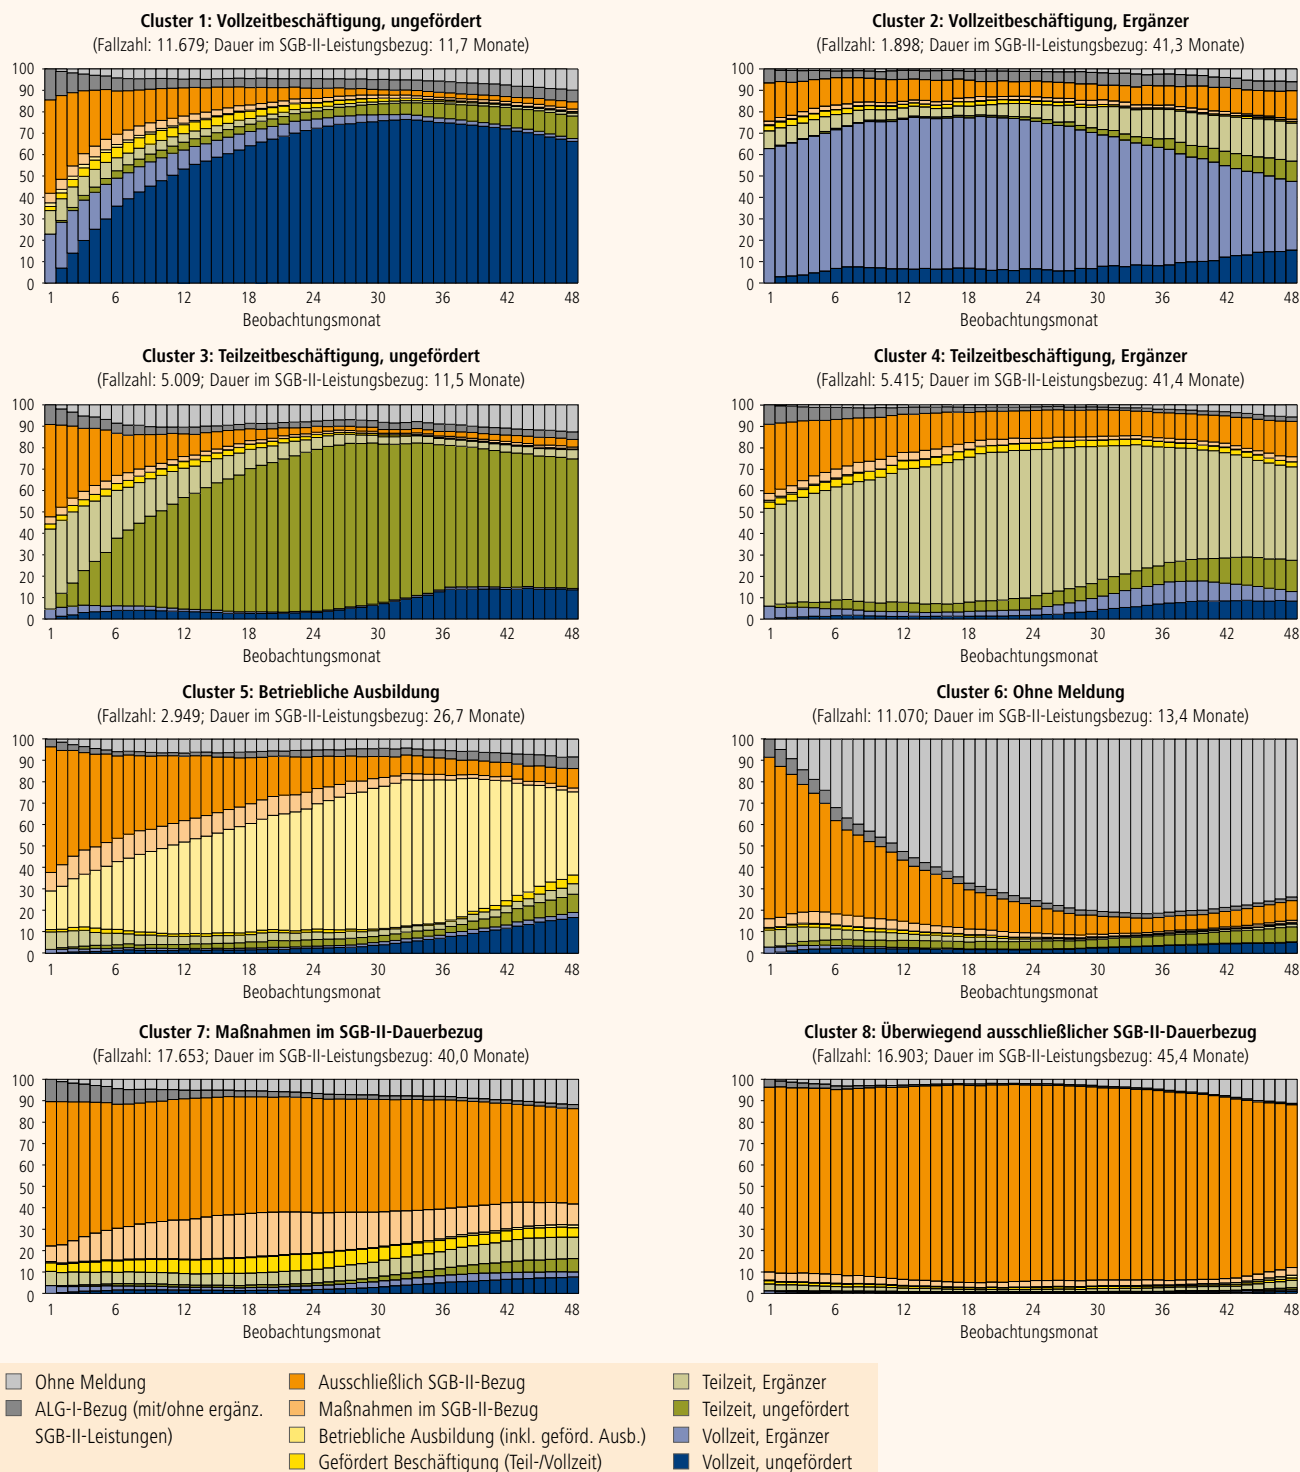 Cluster 1: Vollzeitbeschäftigung, ungefördert
(Fallzahl: 11.679; Dauer im SGB-II-Leistungsbezug: 11,7 Monate)
100
90
80
70
60
50
40
30
20
10
0
1 6 12 18 24 30 36 42 48
Beobachtungsmonat
Cluster 2: Vollzeitbeschäftigung, Ergänzer
(Fallzahl: 1.898; Dauer im SGB-II-Leistungsbezug: 41,3 Monate)
100
90
80
70
60
50
40
30
20
10
0
1 6 12 18 24 30 36 42 48
Beobachtungsmonat
Cluster 3: Teilzeitbeschäftigung, ungefördert
(Fallzahl: 5.009; Dauer im SGB-II-Leistungsbezug: 11,5 Monate)
100
90
80
70
60
50
40
30
20
10
0
1 6 12 18 24 30 36 42 48
Beobachtungsmonat
Cluster 4: Teilzeitbeschäftigung, Ergänzer
(Fallzahl: 5.415; Dauer im SGB-II-Leistungsbezug: 41,4 Monate)
100
90
80
70
60
50
40
30
20
10
0
1 6 12 18 24 30 36 42 48
Beobachtungsmonat
Cluster 5: Betriebliche Ausbildung
(Fallzahl: 2.949; Dauer im SGB-II-Leistungsbezug: 26,7 Monate)
100
90
80
70
60
50
40
30
20
10
0
1 6 12 18 24 30 36 42 48
Beobachtungsmonat
Cluster 6: Ohne Meldung
(Fallzahl: 11.070; Dauer im SGB-II-Leistungsbezug: 13,4 Monate)
100
90
80
70
60
50
40
30
20
10
0
1 6 12 18 24 30 36 42 48
Beobachtungsmonat
Cluster 7: Maßnahmen im SGB-II-Dauerbezug
(Fallzahl: 17.653; Dauer im SGB-II-Leistungsbezug: 40,0 Monate)
100
90
80
70
60
50
40
30
20
10
0
1 6 12 18 24 30 36 42 48
Beobachtungsmonat
Cluster 8: Überwiegend ausschließlicher SGB-II-Dauerbezug
(Fallzahl: 16.903; Dauer im SGB-II-Leistungsbezug: 45,4 Monate)
100
90
80
70
60
50
40
30
20
10
0
1 6 12 18 24 30 36 42 48
Beobachtungsmonat
Ohne Meldung
ALG-I-Bezug (mit/ohne ergänz.
SGB-II-Leistungen)
Ausschließlich SGB-II-Bezug
Maßnahmen im SGB-II-Bezug
Betriebliche Ausbildung (inkl. geförd. Ausb.)
Gefördert Beschäftigung (Teil-/Vollzeit)
Teilzeit, Ergänzer
Teilzeit, ungefördert
Vollzeit, Ergänzer
Vollzeit, ungefördert